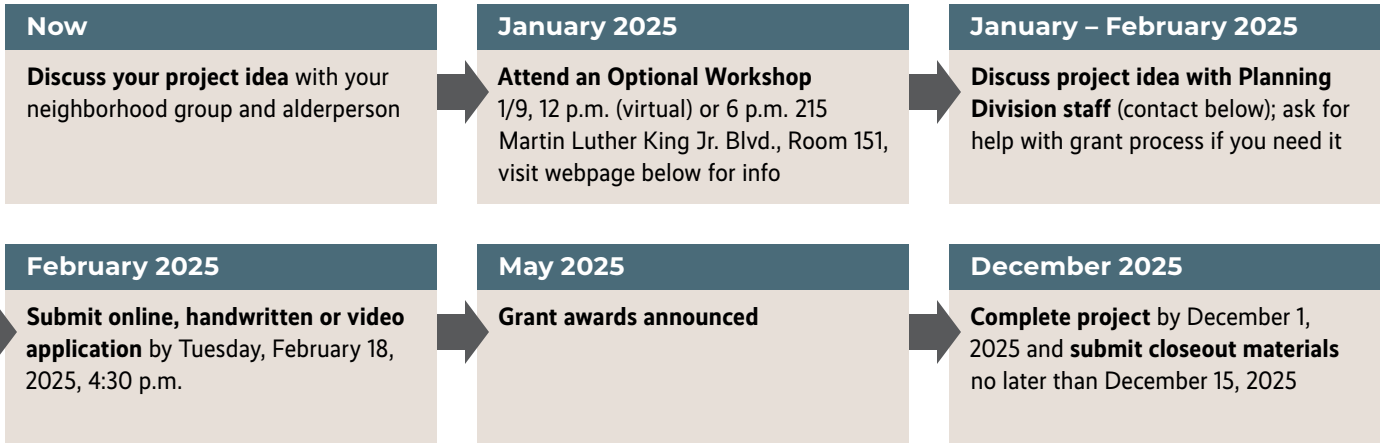 Now
Discuss your project idea with your
neighborhood group and alderperson
January 2025
Attend an Optional Workshop
1/9, 12 p.m. (virtual) or 6 p.m. 215
Martin Luther King Jr. Blvd., Room 151,
visit webpage below for info
January – February 2025
Discuss project idea with Planning
Division staff (contact below); ask for
help with grant process if you need it
February 2025
Submit online, handwritten or video
application by Tuesday, February 18,
2025, 4:30 p.m.
May 2025
Grant awards announced
December 2025
Complete project by December 1,
2025 and submit closeout materials
no later than December 15, 2025